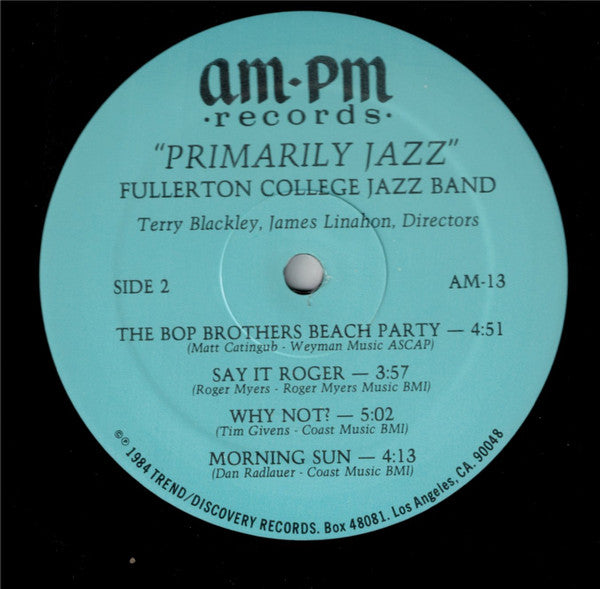 am·pm
·records·
"PRIMARILY JAZZ"
FULLERTON COLLEGE JAZZ BAND
Terry Blackley, James Linahon, Directors
SIDE 2
AM-13
THE BOP BROTHERS BEACH PARTY — 4:51
(Matt Catingub - Weyman Music ASCAP)
SAY IT ROGER — 3:57
(Roger Myers - Roger Myers Music BMI)
WHY NOT? — 5:02
(Tim Givens - Coast Music BMI)
MORNING SUN — 4:13
(Dan Radlauer - Coast Music BMI)
©℗ 1984 TREND/DISCOVERY RECORDS. Box 48081. Los Angeles, CA. 90048